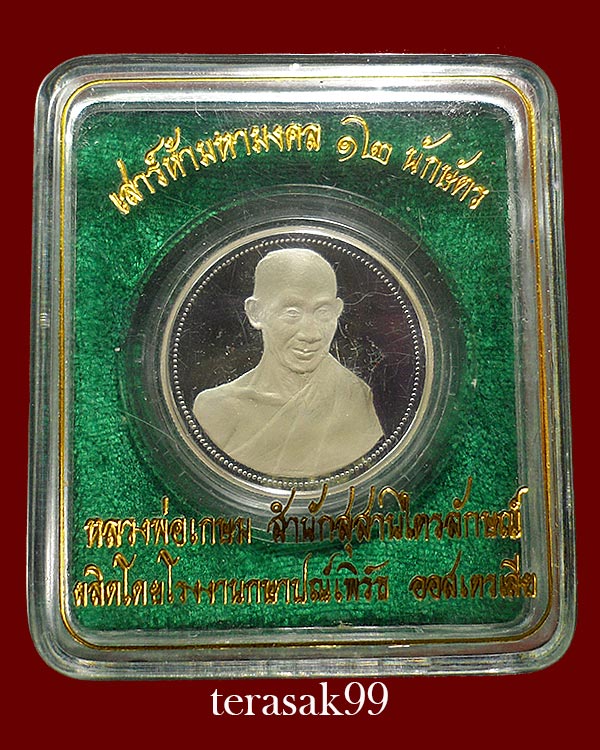 เสาร์ห้ามหามงคล ๑๒ นักษัตร
หลวงพ่อเกษม สำนักสุสานไตรลักษณ์
ผลิตโดยโรงงานกษาปณ์เพิร์ธ ออสเตรเลีย
terasak99